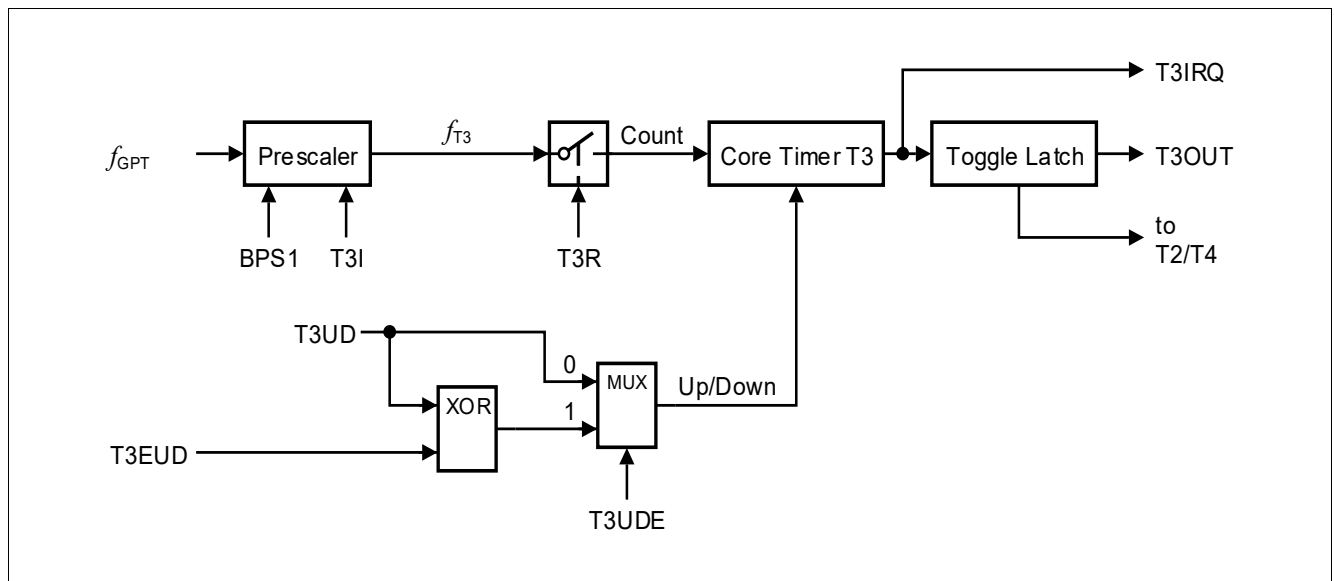 T3IRQ
fGPT
Prescaler
fT3
Count
Core Timer T3
Toggle Latch
T3OUT
BPS1
T3I
T3R
to
T2/T4
T3UD
0
MUX
Up/Down
XOR
1
T3EUD
T3UDE